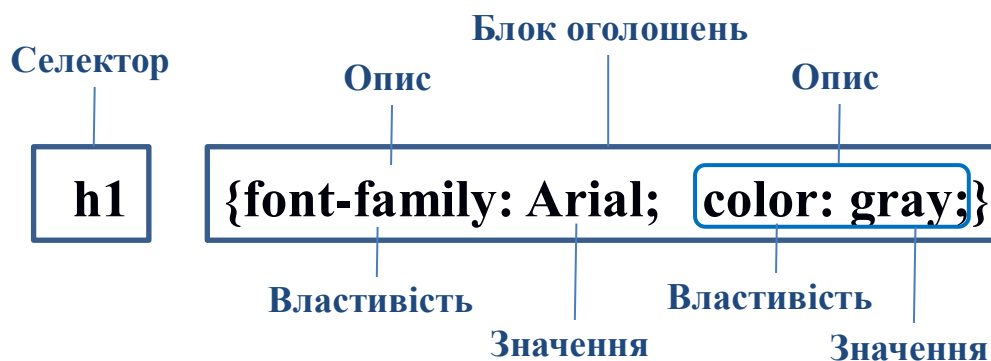 Блок оголошень
Селектор
Опис
Опис
h1
{font-family: Arial; color: gray;}
Властивість
Властивість
Значення
Значення